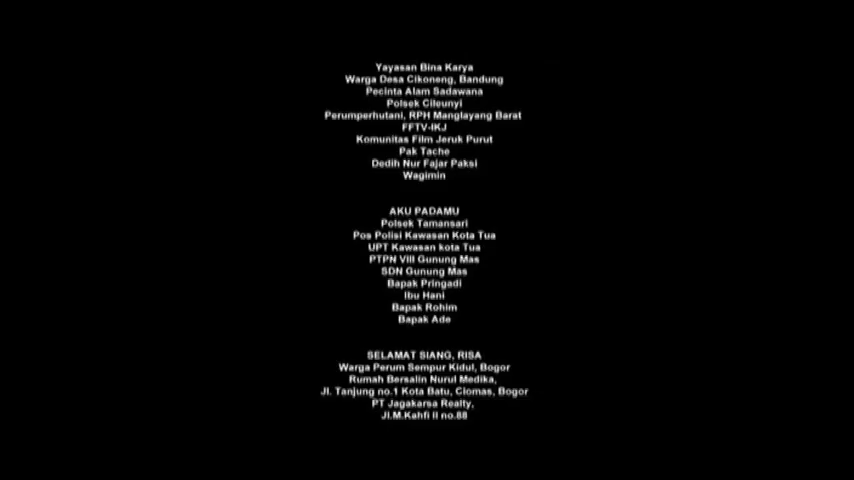 Yayasan Bina Karya
Warga Desa Cikoneng, Bandung
Pecinta Alam Sadawana
Polsek Cileunyi
Perumperhutani, RPH Manglayang Barat
FFTV-IKJ
Komunitas Film Jeruk Purut
Pak Tache
Dedih Nur Fajar Paksi
Wagimin
AKU PADAMU
Polsek Tamansari
Pos Polisi Kawasan Kota Tua
UPT Kawasan kota Tua
PTPN VIII Gunung Mas
SDN Gunung Mas
Bapak Pringadi
Ibu Hani
Bapak Rohim
Bapak Ade
SELAMAT SIANG, RISA
Warga Perum Sempur Kidul, Bogor
Rumah Bersalin Nurul Medika,
Jl. Tanjung no.1 Kota Batu, Ciomas, Bogor
PT Jagakarsa Realty,
Jl.M.Kahfi II no.88